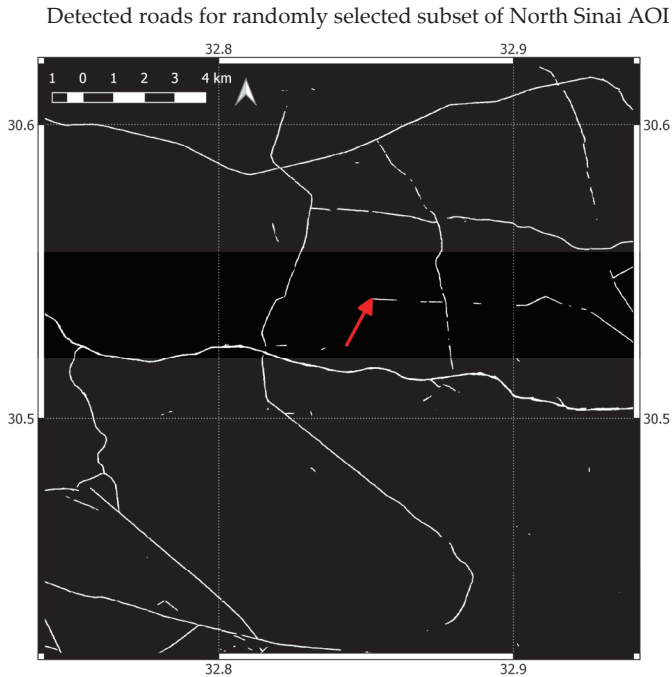 Detected roads for randomly selected subset of North Sinai AOI
32.8 32.9
1 0 1 2 3 4 km
30.6 30.6
30.5 30.5
32.8 32.9